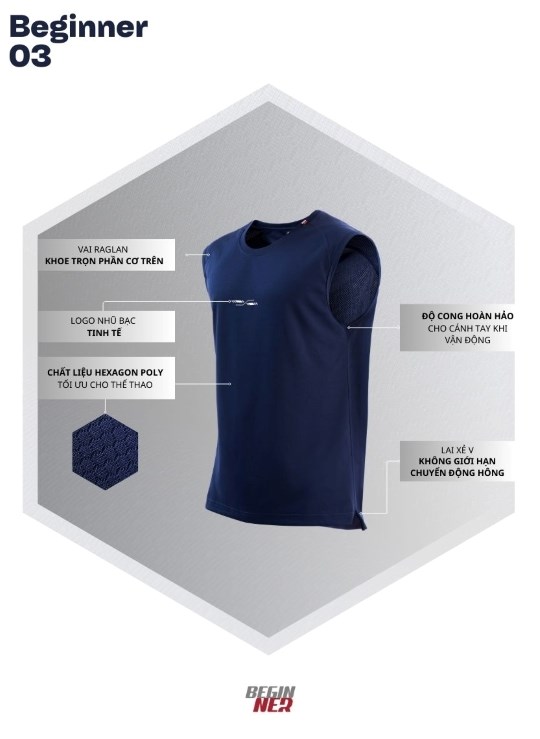 Beginner
03
VAI RAGLAN
KHOE TRỌN PHẦN CƠ TRÊN
LOGO NHŨ BẠC
TINH TẾ
CHẤT LIỆU HEXAGON POLY
TỐI ƯU CHO THỂ THAO
ĐỘ CONG HOÀN HẢO
CHO CÁNH TAY KHI
VẬN ĐỘNG
LAI XẺ V
KHÔNG GIỚI HẠN
CHUYỂN ĐỘNG HÔNG
BEGIN
NER